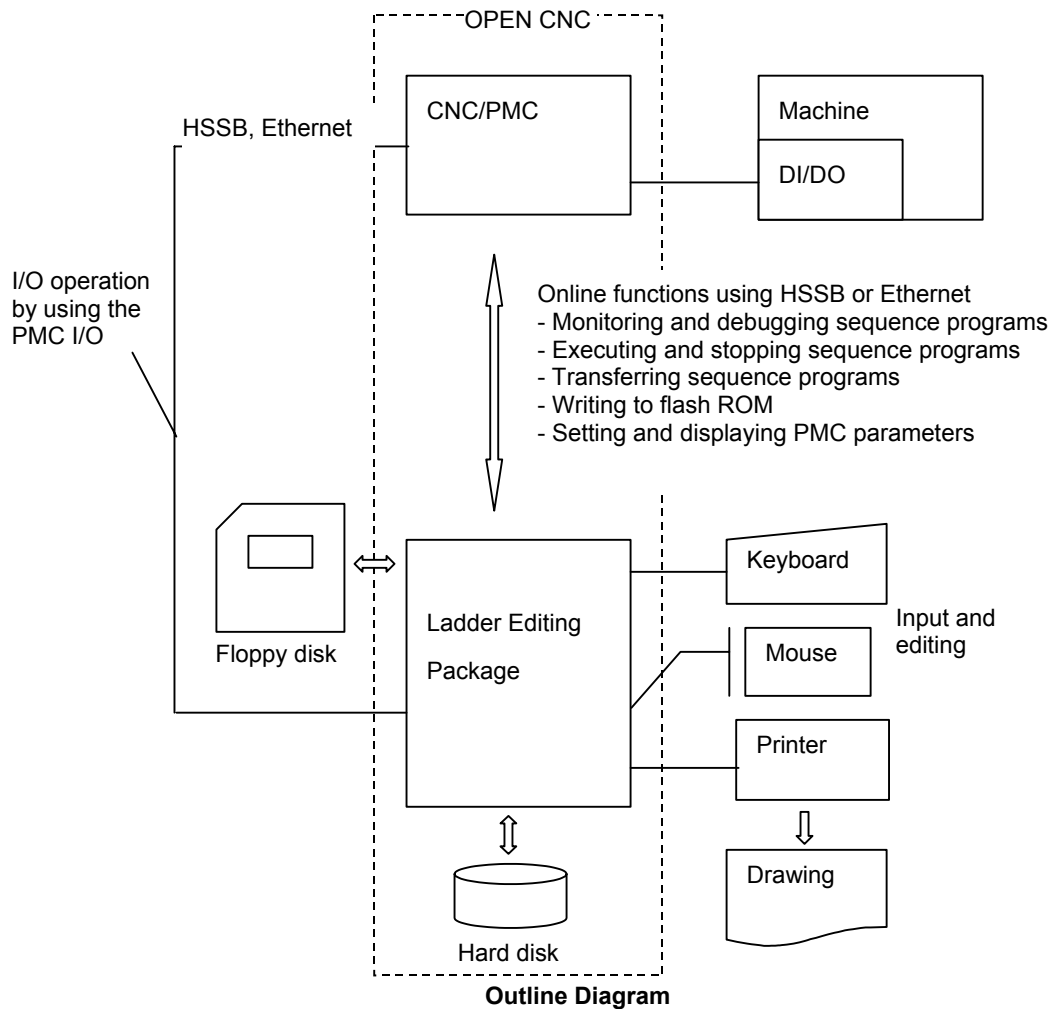 OPEN CNC
CNC/PMC
Machine
HSSB, Ethernet
DI/DO
I/O operation
by using the
PMC I/O
Online functions using HSSB or Ethernet
- Monitoring and debugging sequence programs
- Executing and stopping sequence programs
- Transferring sequence programs
- Writing to flash ROM
- Setting and displaying PMC parameters
Floppy disk
Ladder Editing
Package
Keyboard
Mouse
Input and
editing
Printer
Drawing
Hard disk
Outline Diagram